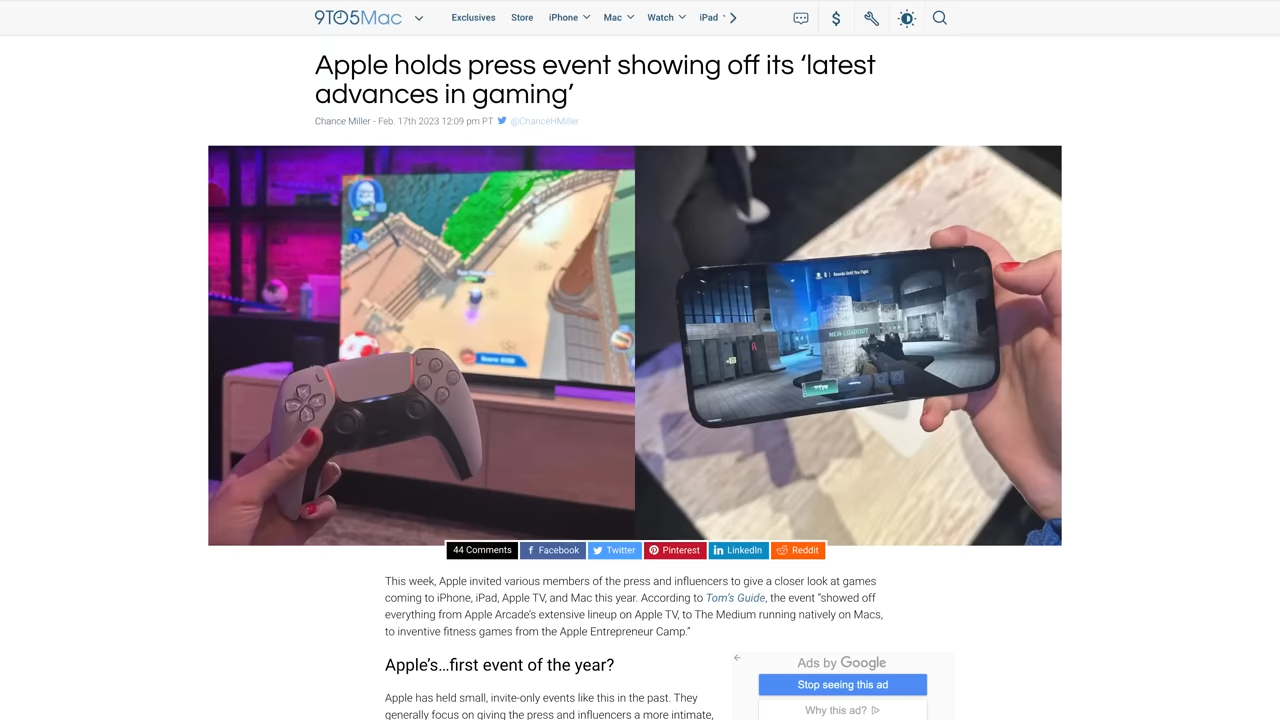 9TO5Mac
Exclusives Store iPhone Mac Watch iPad
Apple holds press event showing off its ‘latest
advances in gaming’
Chance Miller - Feb. 17th 2023 12:09 pm PT @ChanceHMiller
Seconds Until You Fight
NEW LOADOUT
44 Comments Facebook Twitter Pinterest LinkedIn Reddit
This week, Apple invited various members of the press and influencers to give a closer look at games
coming to iPhone, iPad, Apple TV, and Mac this year. According to Tom’s Guide, the event “showed off
everything from Apple Arcade’s extensive lineup on Apple TV, to The Medium running natively on Macs,
to inventive fitness games from the Apple Entrepreneur Camp.”
Apple’s…first event of the year?
Apple has held small, invite-only events like this in the past. They
generally focus on giving the press and influencers a more intimate,
Ads by Google
Stop seeing this ad
Why this ad?